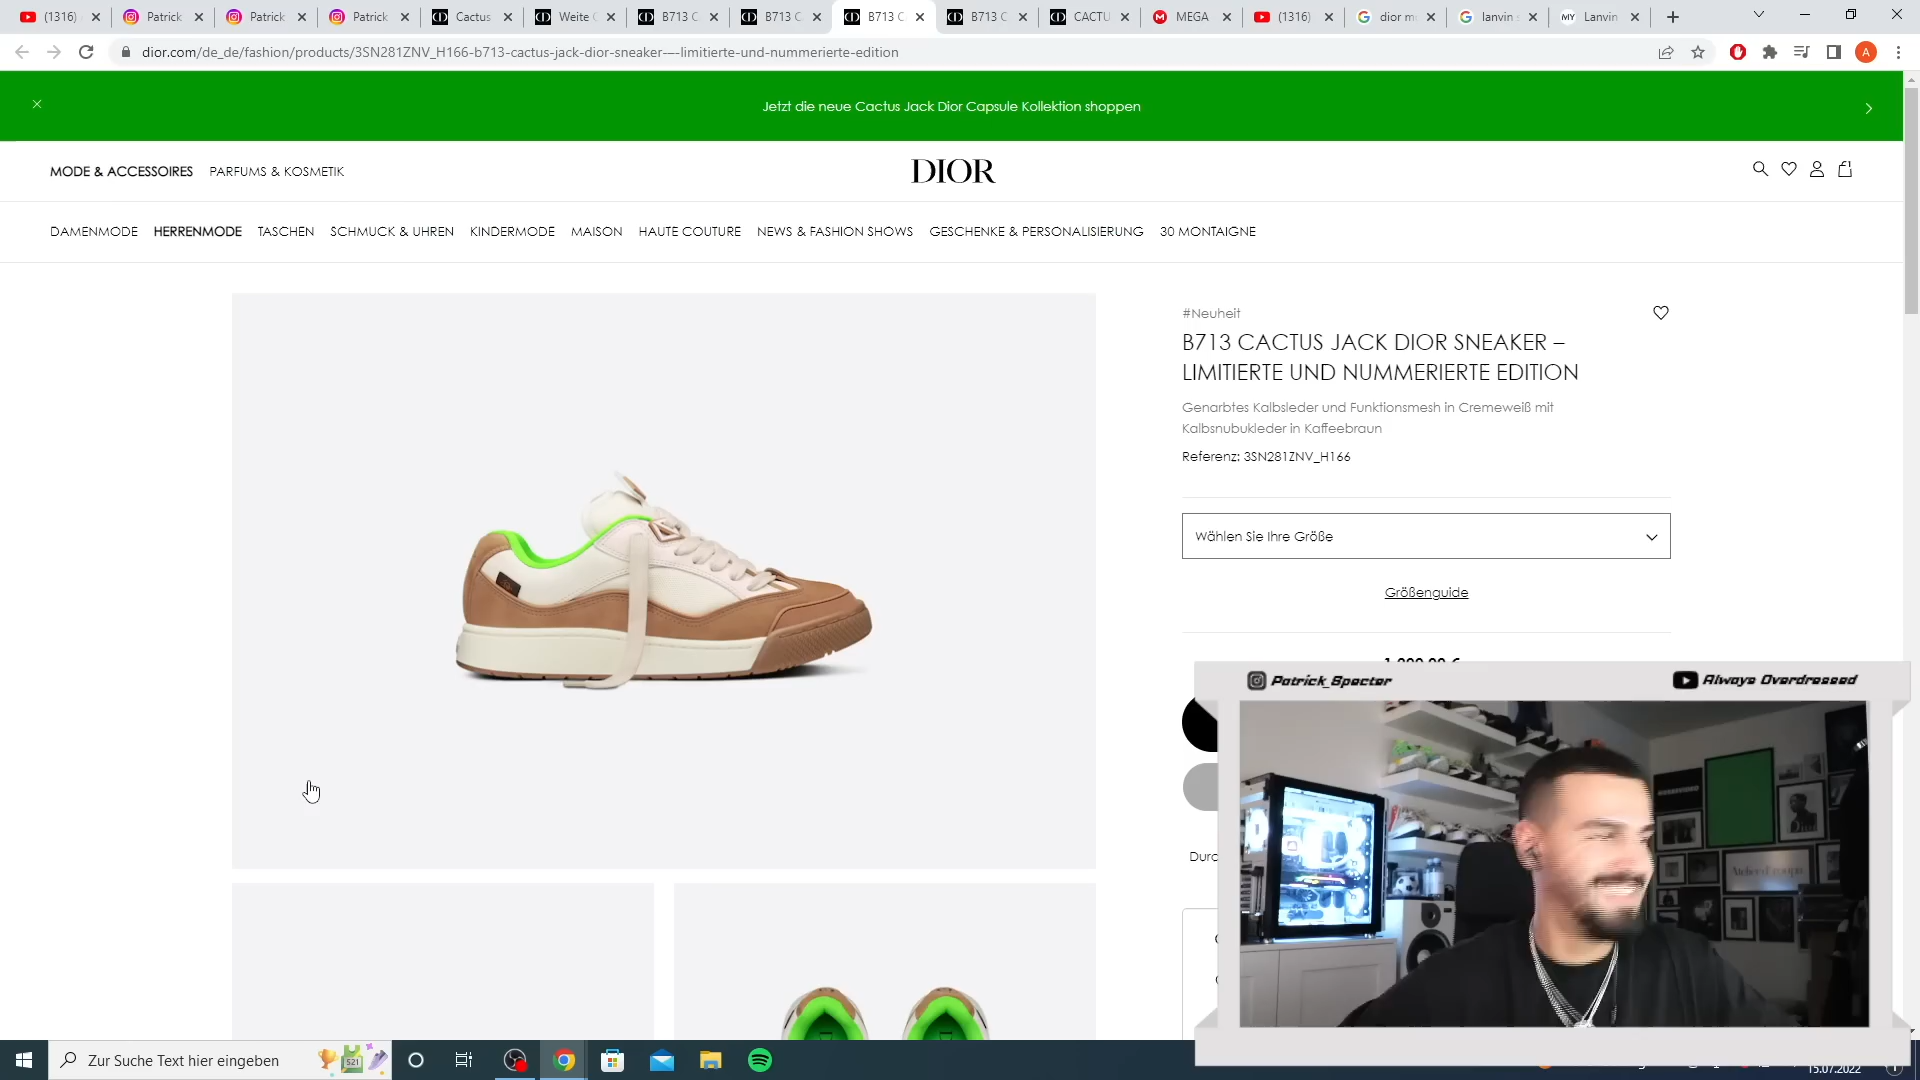 (1316)
Patrick
Patrick
Patrick
Cactus
Weite
B713 C
B713 C
B713 C
B713 C
CACTU
MEGA
(1316)
dior m
lanvin
Lanvin
dior.com/de_de/fashion/products/3SN281ZNV_H166-b713-cactus-jack-dior-sneaker-–-limitierte-und-nummerierte-edition
A
Jetzt die neue Cactus Jack Dior Capsule Kollektion shoppen
MODE & ACCESSOIRES PARFUMS & KOSMETIK
DIOR
DAMENMODE HERRENMODE TASCHEN SCHMUCK & UHREN KINDERMODE MAISON HAUTE COUTURE NEWS & FASHION SHOWS GESCHENKE & PERSONALISIERUNG 30 MONTAIGNE
#Neuheit
B713 CACTUS JACK DIOR SNEAKER –
LIMITIERTE UND NUMMERIERTE EDITION
Genarbtes Kalbsleder und Funktionsmesh in Cremeweiß mit
Kalbsnubukleder in Kaffeebraun
Referenz: 3SN281ZNV_H166
Wählen Sie Ihre Größe
Größenguide
Patrick_Specter
Always Overdressed
Durc
Zur Suche Text hier eingeben
15.07.2022